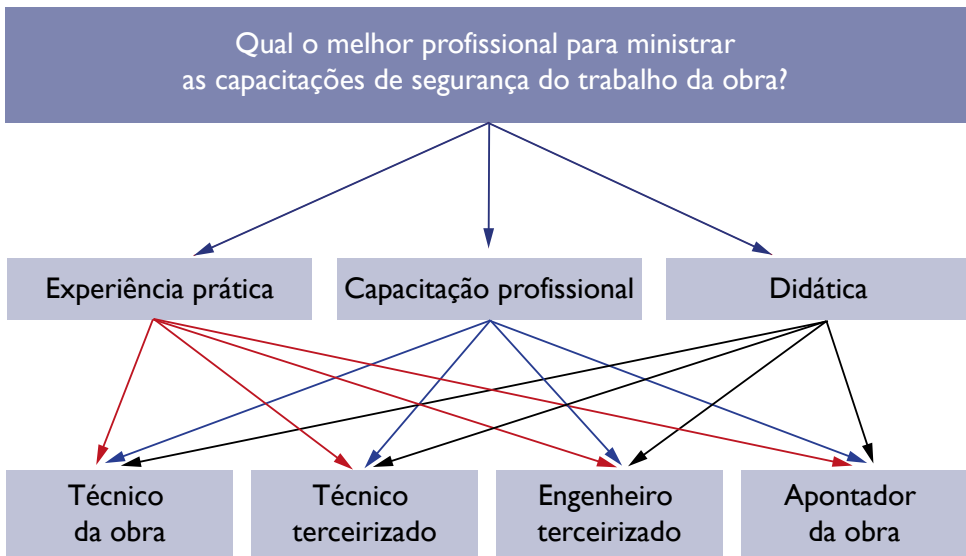 Qual o melhor profissional para ministrar
as capacitações de segurança do trabalho da obra?
Experiência prática
Capacitação profissional
Didática
Técnico
da obra
Técnico
terceirizado
Engenheiro
terceirizado
Apontador
da obra